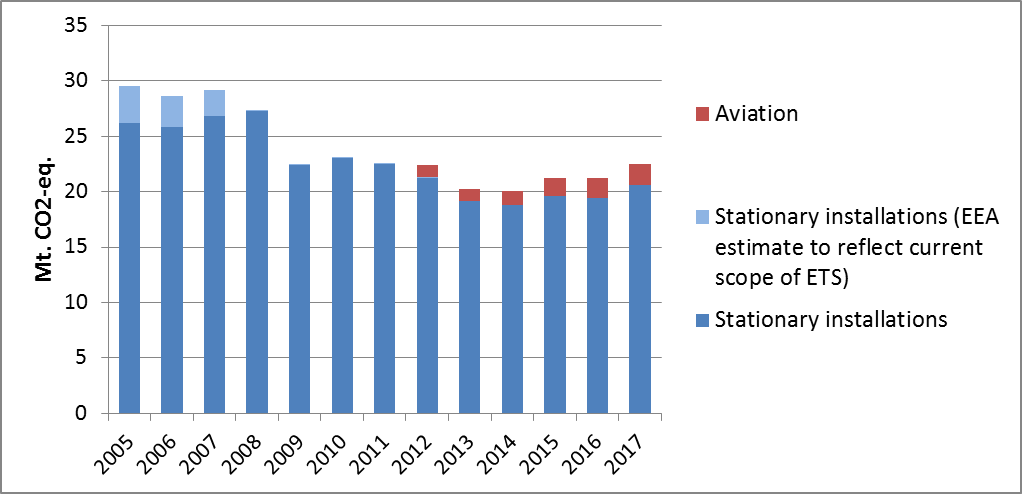 35
30
25
20
15
10
5
0
Mt. CO2-eq.
2005 2006 2007 2008 2009 2010 2011 2012 2013 2014 2015 2016 2017
Aviation
Stationary installations (EEA
estimate to reflect current
scope of ETS)
Stationary installations